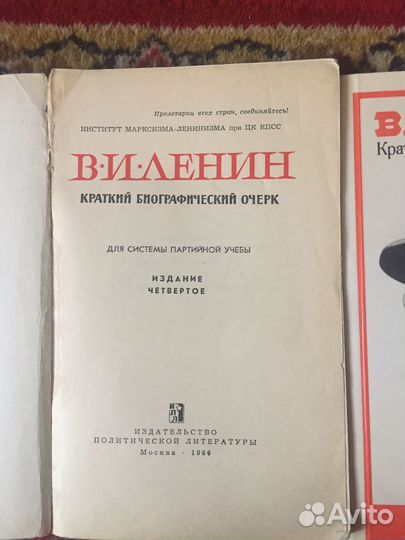 Пролетарии всех стран, соединяйтесь!
ИНСТИТУТ МАРКСИЗМА-ЛЕНИНИЗМА при ЦК КПСС
В·И·ЛЕНИН
КРАТКИЙ БИОГРАФИЧЕСКИЙ ОЧЕРК
ДЛЯ СИСТЕМЫ ПАРТИЙНОЙ УЧЕБЫ
ИЗДАНИЕ
ЧЕТВЕРТОЕ
ИЗДАТЕЛЬСТВО
ПОЛИТИЧЕСКОЙ ЛИТЕРАТУРЫ
Москва · 1966
В.
Крат
Avito